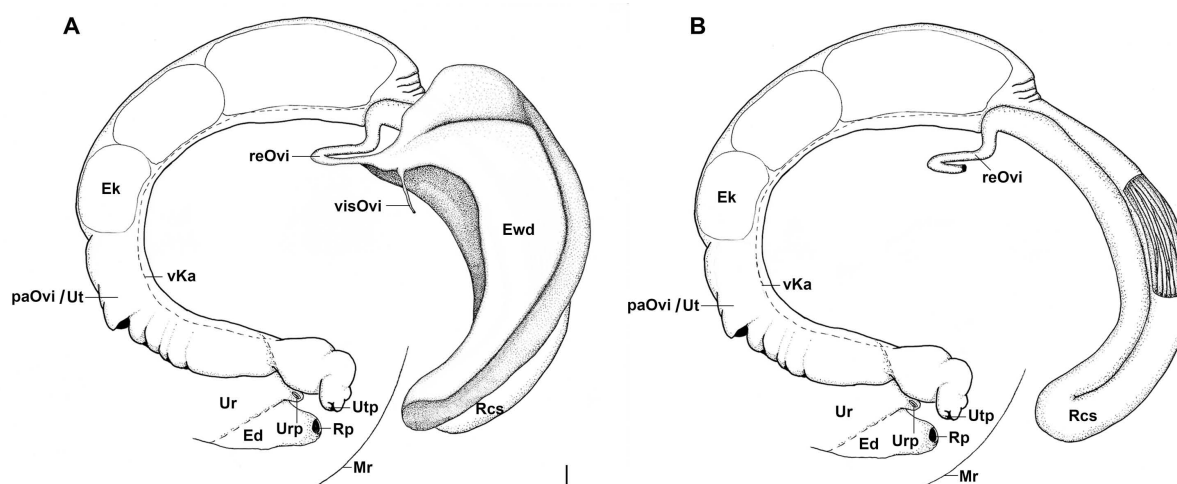 A
reOvi
Ek
visOvi
Ewd
vKa
paOvi/Ut
Rcs
Ur
Utp
Urp
Rp
Ed
Mr
B
reOvi
Ek
vKa
paOvi/Ut
Rcs
Ur
Utp
Urp
Rp
Ed
Mr